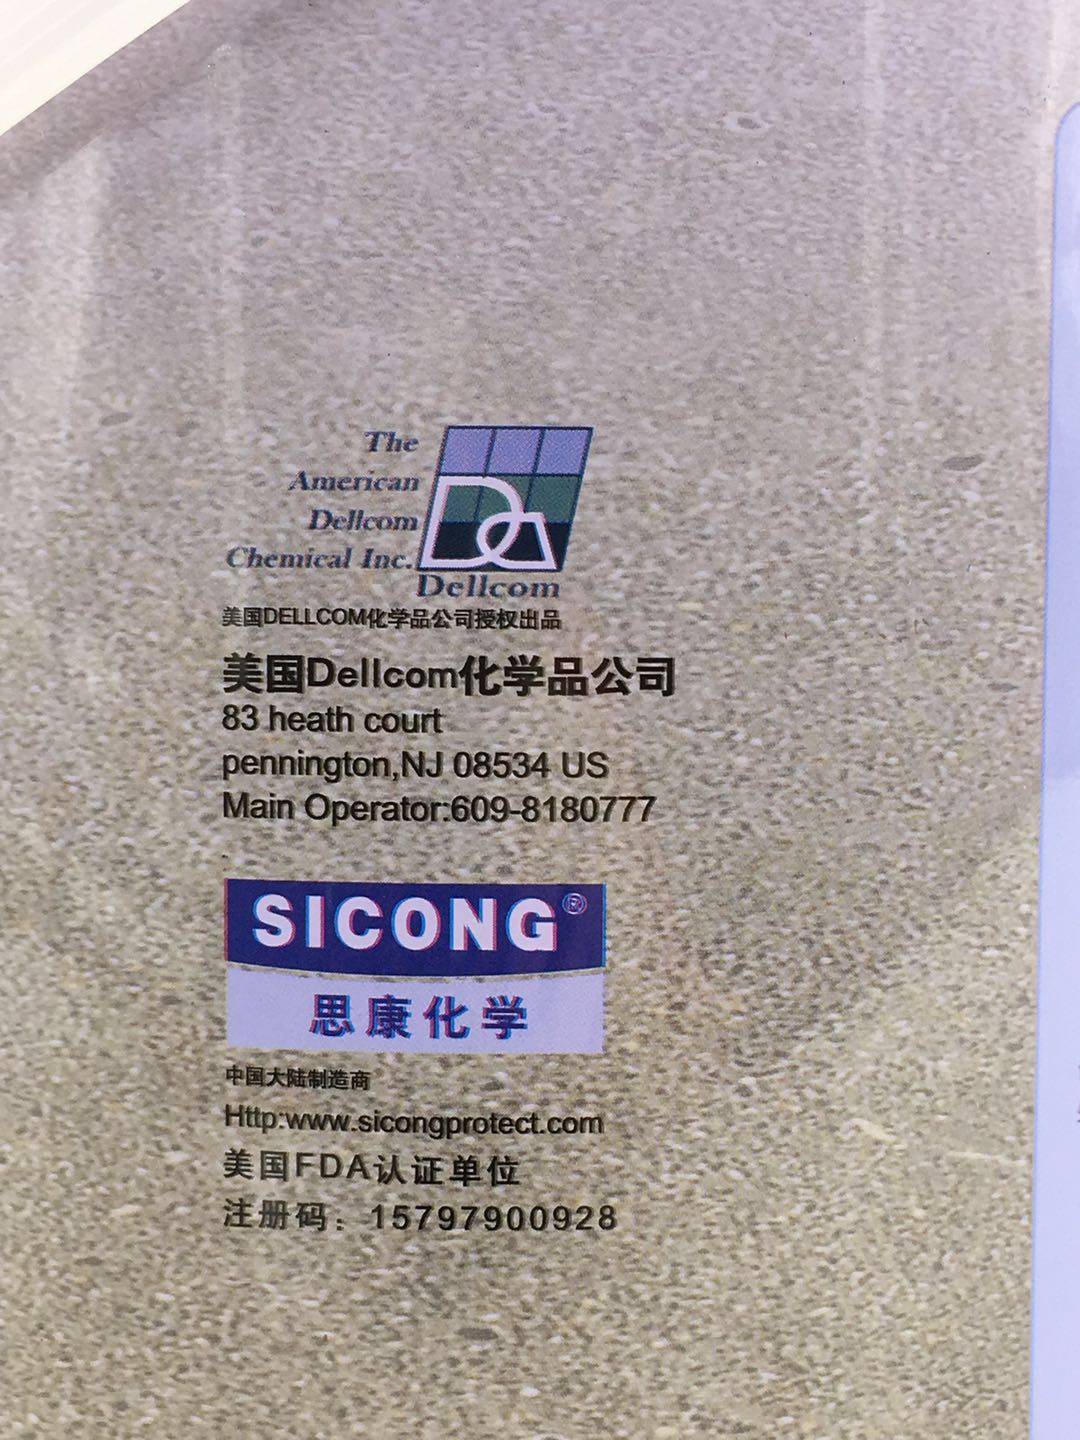 The
American
Dellcom
Chemical Inc.
DA
Dellcom
美国DELLCOM化学品公司授权出品
美国Dellcom化学品公司
83 heath court
pennington,NJ 08534 US
Main Operator:609-8180777
SICONG®
思康化学
中国大陆制造商
Http:www.sicongprotect.com
美国FDA认证单位
注册码：15797900928